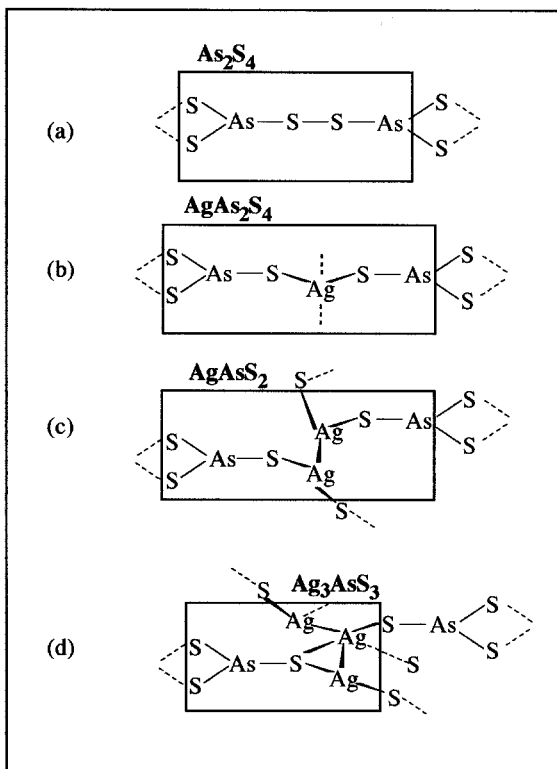 As2S4
S S
(a) As — S — S — As
S S
AgAs2S4
(b) S S
As — S S — As
Ag
S S
AgAsS2
S
S
(c) S — As
Ag
S S
As — S
Ag
S
S
Ag3AsS3
S
S
Ag S — As
S Ag
S
(d) As — S S
S Ag
S